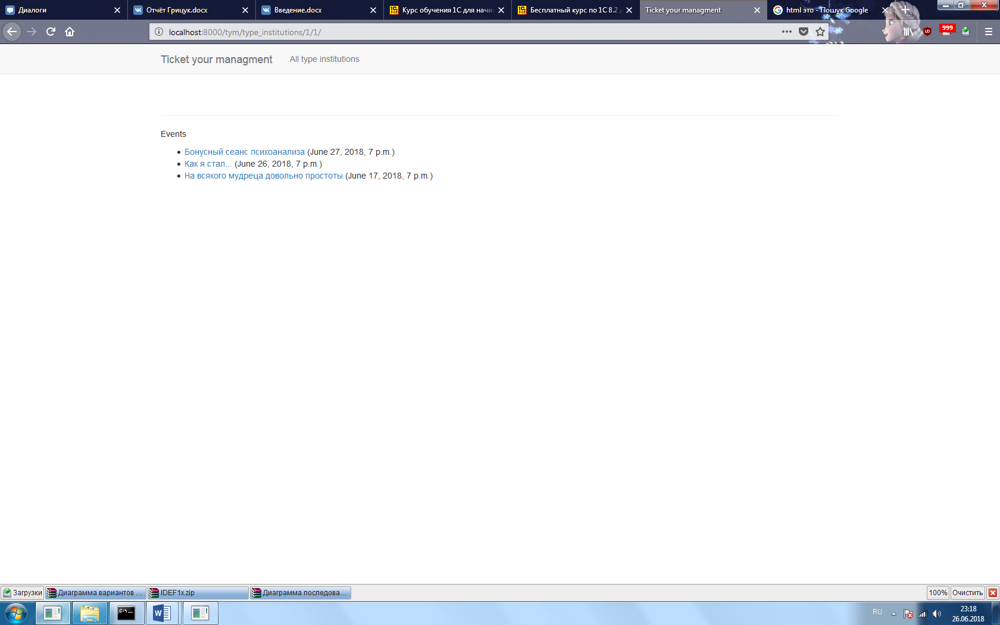 Диалоги
Отчёт Грицук.docx
Введение.docx
Курс обучения 1С для начин
Бесплатный курс по 1С 8.2 д
Ticket your managment
html это - Пошук Google
localhost:8000/tym/type_institutions/1/1/
999
Ticket your managment
All type institutions
Events
Бонусный сеанс психоанализа (June 27, 2018, 7 p.m.)
Как я стал... (June 26, 2018, 7 p.m.)
На всякого мудреца довольно простоты (June 17, 2018, 7 p.m.)
Загрузки
Диаграмма вариантов ...
IDEF1x.zip
Диаграмма последова...
100%
Очистить
RU
23:18
26.06.2018